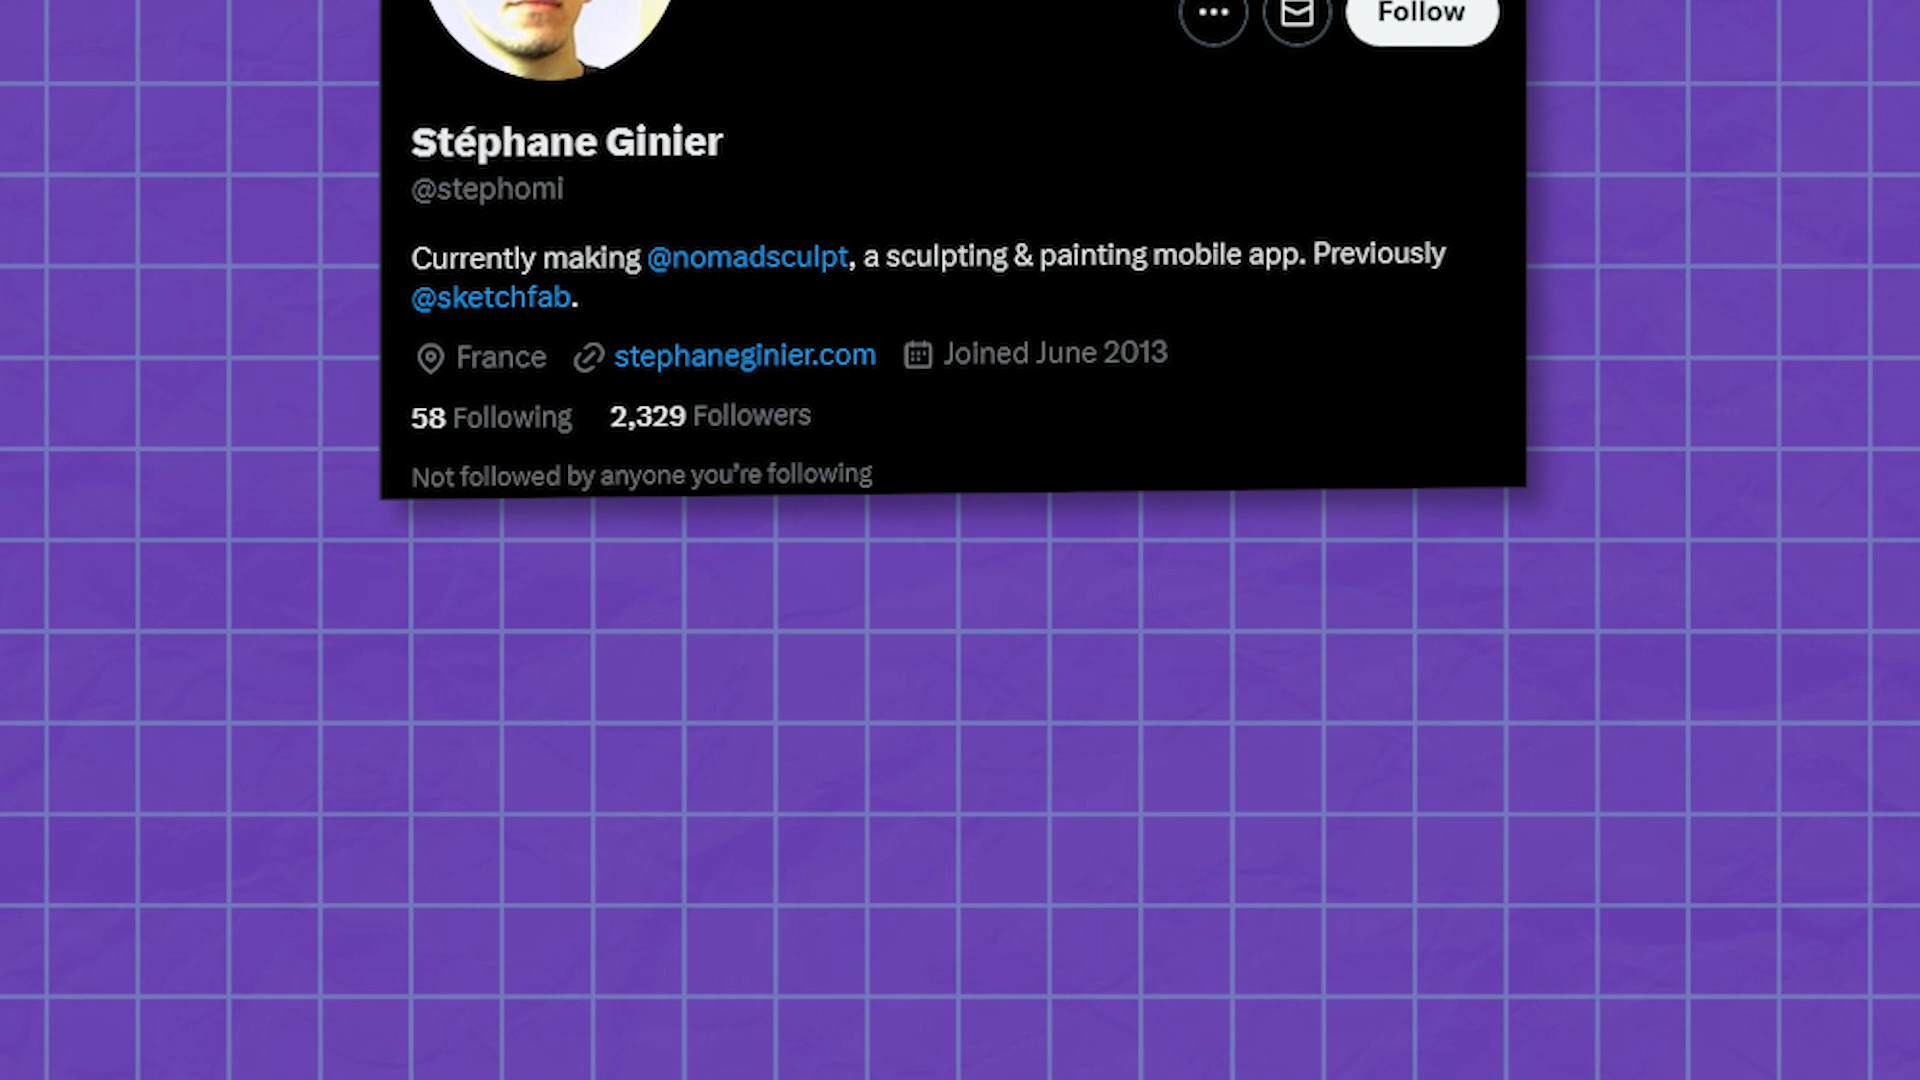 Follow
Stéphane Ginier
@stephomi
Currently making @nomadsculpt, a sculpting & painting mobile app. Previously
@sketchfab.
France stephaneginier.com Joined June 2013
58 Following 2,329 Followers
Not followed by anyone you're following